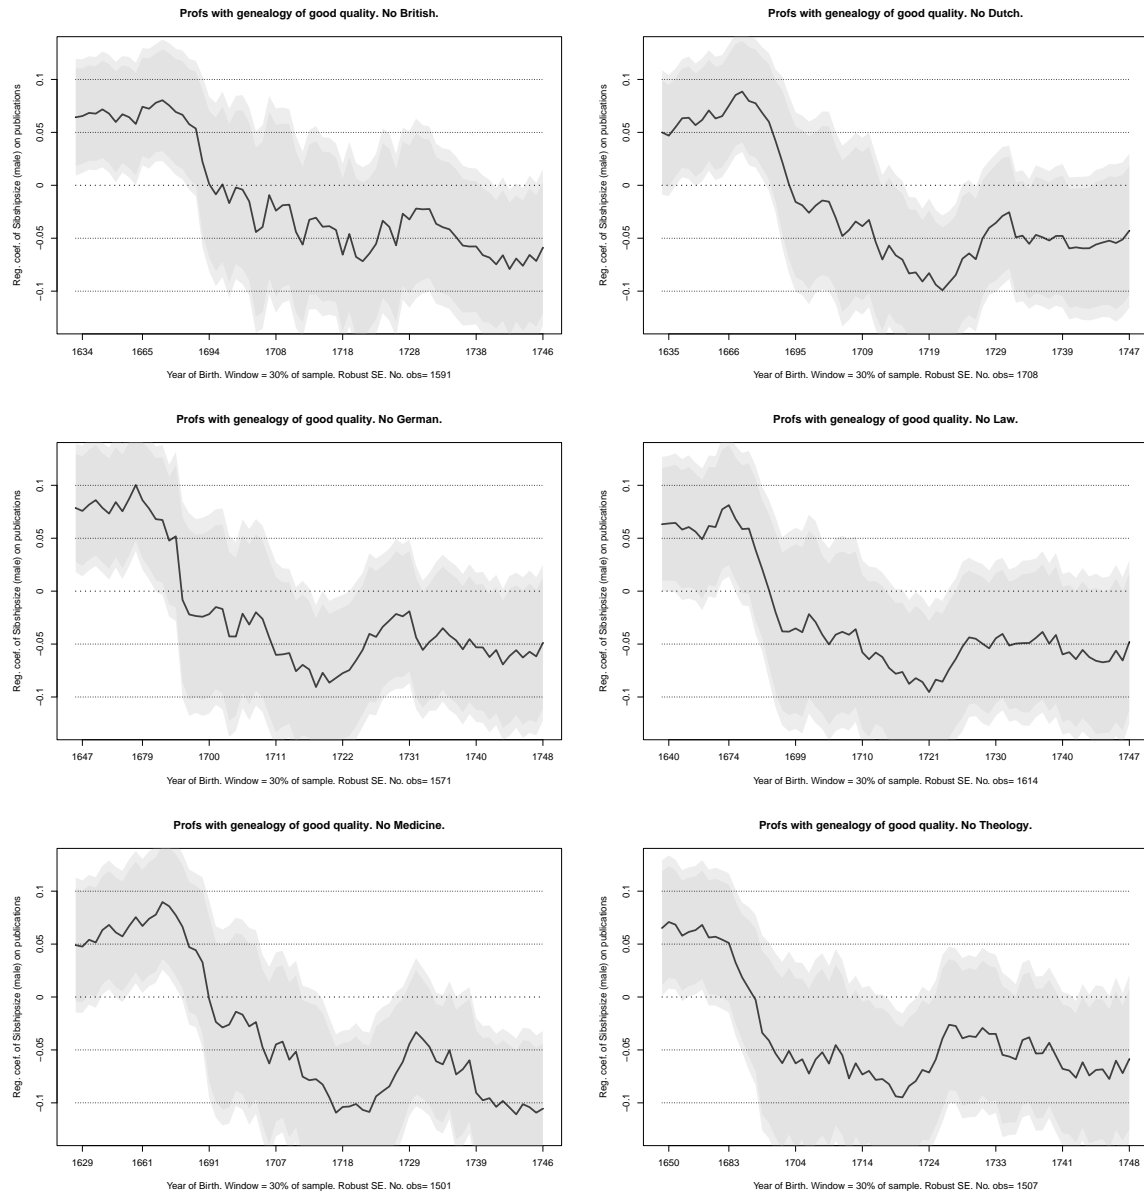 Profs with genealogy of good quality. No British.
Reg. coef. of Sibshipsize (male) on publications
0.1
0.05
0
−0.05
−0.1
1634 1665 1694 1708 1718 1728 1738 1746
Year of Birth. Window = 30% of sample. Robust SE. No. obs= 1591
Profs with genealogy of good quality. No Dutch.
Reg. coef. of Sibshipsize (male) on publications
0.1
0.05
0
−0.05
−0.1
1635 1666 1695 1709 1719 1729 1739 1747
Year of Birth. Window = 30% of sample. Robust SE. No. obs= 1708
Profs with genealogy of good quality. No German.
Reg. coef. of Sibshipsize (male) on publications
0.1
0.05
0
−0.05
−0.1
1647 1679 1700 1711 1722 1731 1740 1748
Year of Birth. Window = 30% of sample. Robust SE. No. obs= 1571
Profs with genealogy of good quality. No Law.
Reg. coef. of Sibshipsize (male) on publications
0.1
0.05
0
−0.05
−0.1
1640 1674 1699 1710 1721 1730 1740 1747
Year of Birth. Window = 30% of sample. Robust SE. No. obs= 1614
Profs with genealogy of good quality. No Medicine.
Reg. coef. of Sibshipsize (male) on publications
0.1
0.05
0
−0.05
−0.1
1629 1661 1691 1707 1718 1729 1739 1746
Year of Birth. Window = 30% of sample. Robust SE. No. obs= 1501
Profs with genealogy of good quality. No Theology.
Reg. coef. of Sibshipsize (male) on publications
0.1
0.05
0
−0.05
−0.1
1650 1683 1704 1714 1724 1733 1741 1748
Year of Birth. Window = 30% of sample. Robust SE. No. obs= 1507